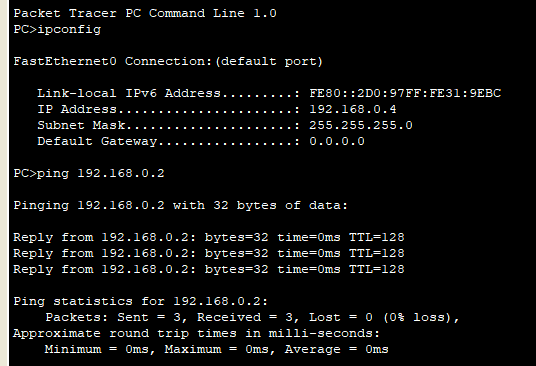 Packet Tracer PC Command Line 1.0
PC>ipconfig
FastEthernet0 Connection:(default port)
Link-local IPv6 Address.........: FE80::2D0:97FF:FE31:9EBC
IP Address......................: 192.168.0.4
Subnet Mask.....................: 255.255.255.0
Default Gateway.................: 0.0.0.0
PC>ping 192.168.0.2
Pinging 192.168.0.2 with 32 bytes of data:
Reply from 192.168.0.2: bytes=32 time=0ms TTL=128
Reply from 192.168.0.2: bytes=32 time=0ms TTL=128
Reply from 192.168.0.2: bytes=32 time=0ms TTL=128
Ping statistics for 192.168.0.2:
Packets: Sent = 3, Received = 3, Lost = 0 (0% loss),
Approximate round trip times in milli-seconds:
Minimum = 0ms, Maximum = 0ms, Average = 0ms